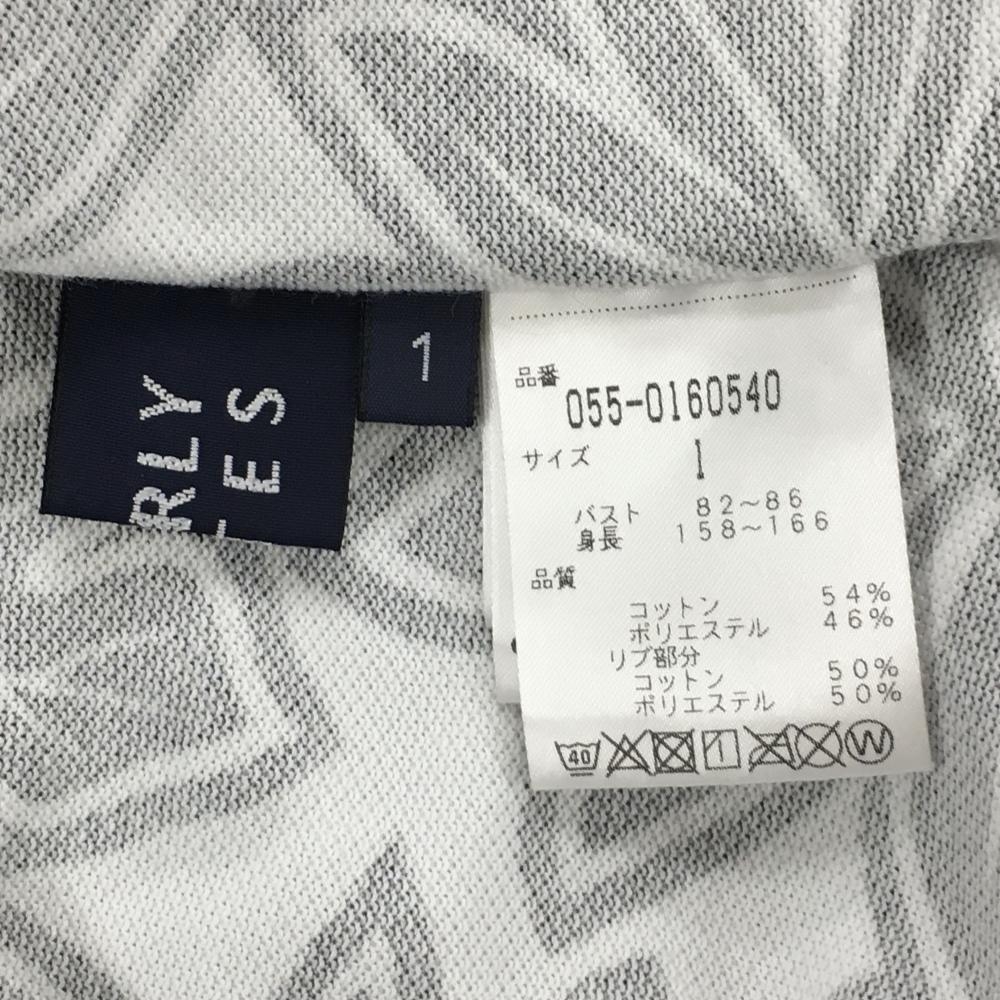 RLY
ES
1
品番
055-0160540
サイズ 1
バスト 82～86
身長 158～166
品質
コットン 54%
ポリエステル 46%
リブ部分
コットン 50%
ポリエステル 50%
40
W